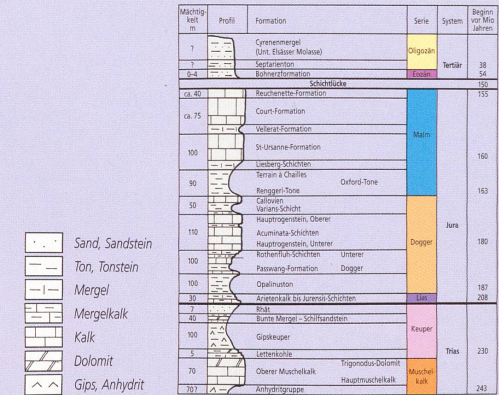 Mächtig-
keit
m
Profil
Formation
Serie
System
Beginn
vor Mio
Jahren
?
Cyrenenmergel
(Unt. Elsässer Molasse)
Oligozän
Tertiär
?
Septarienton
38
0–4
Bohnerzformation
Eozän
54
Schichtlücke
150
ca. 40
Reuchenette-Formation
155
ca. 75
Court-Formation
Vellerat-Formation
Malm
100
St-Ursanne-Formation
160
Liesberg-Schichten
90
Terrain à Chailles
Oxford-Tone
Renggeri-Tone
163
50
Callovien
Varians-Schicht
Jura
110
Hauptrogenstein, Oberer
Acuminata-Schichten
Hauptrogenstein, Unterer
Dogger
180
100
Rothenfluh-Schichten
Unterer
Passwang-Formation
Dogger
100
Opalinuston
187
30
Arietenkalk bis Jurensis-Schichten
Lias
208
7
Rhät
40
Bunte Mergel – Schilfsandstein
Keuper
100
Gipskeuper
Trias
230
5
Lettenkohle
70
Oberer Muschelkalk
Trigonodus-Dolomit
Hauptmuschelkalk
Muschel-
kalk
70?
Anhydritgruppe
243
Sand, Sandstein
Ton, Tonstein
Mergel
Mergelkalk
Kalk
Dolomit
Gips, Anhydrit